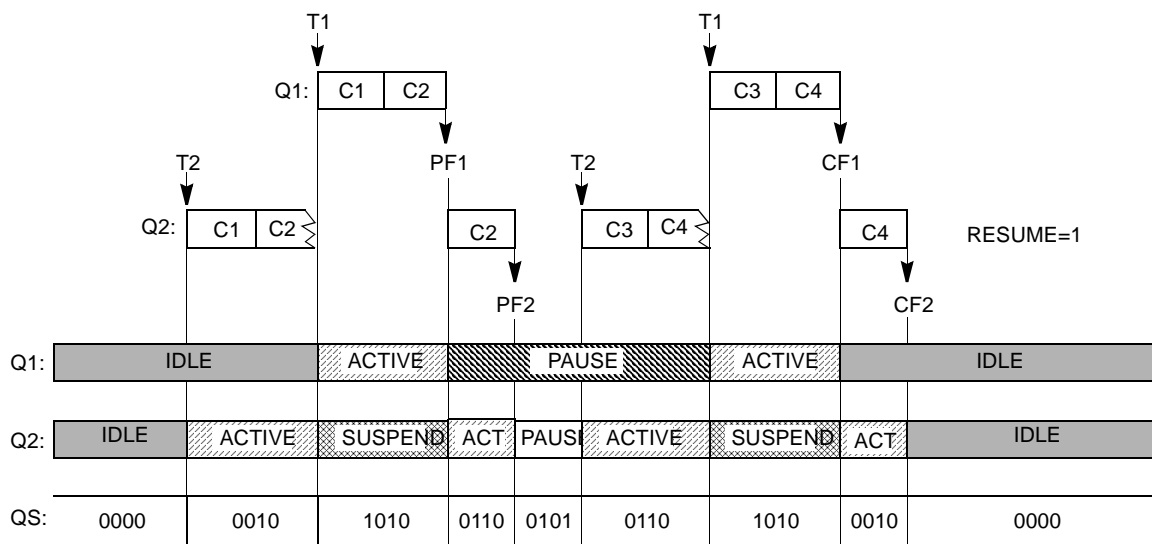 T1 T1
Q1: C1 C2 C3 C4
T2 PF1 T2 CF1
Q2: C1 C2 C2 C3 C4 C4 RESUME=1
PF2 CF2
Q1: IDLE ACTIVE PAUSE ACTIVE IDLE
Q2: IDLE ACTIVE SUSPEND ACT PAUSE ACTIVE SUSPEND ACT IDLE
QS: 0000 0010 1010 0110 0101 0110 1010 0010 0000